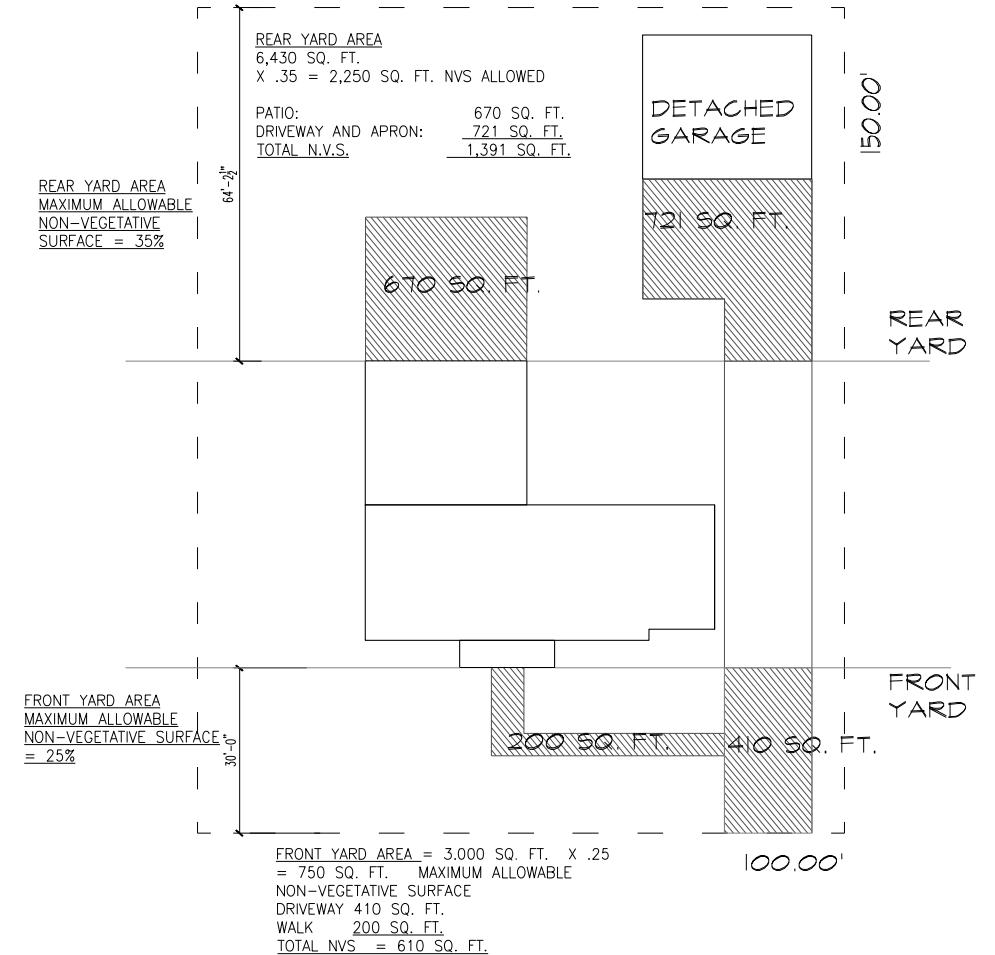 REAR YARD AREA
6,430 SQ. FT.
X .35 = 2,250 SQ. FT. NVS ALLOWED
PATIO: 670 SQ. FT.
DRIVEWAY AND APRON: 721 SQ. FT.
TOTAL N.V.S. 1,391 SQ. FT.
DETACHED
GARAGE
150.00'
64'-2½"
REAR YARD AREA
MAXIMUM ALLOWABLE
NON-VEGETATIVE
SURFACE = 35%
721 SQ. FT.
670 SQ. FT.
REAR
YARD
FRONT
YARD
FRONT YARD AREA
MAXIMUM ALLOWABLE
NON-VEGETATIVE SURFACE
= 25%
30'-0"
200 SQ. FT.
410 SQ. FT.
FRONT YARD AREA = 3.000 SQ. FT. X .25
= 750 SQ. FT. MAXIMUM ALLOWABLE
NON-VEGETATIVE SURFACE
DRIVEWAY 410 SQ. FT.
WALK 200 SQ. FT.
TOTAL NVS = 610 SQ. FT.
100.00'